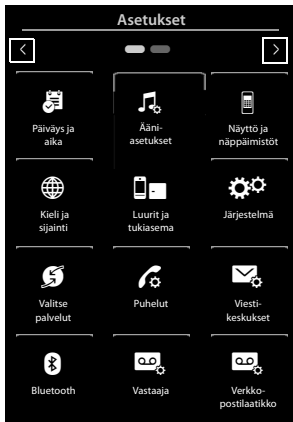 Asetukset
Päiväys ja
aika
Ääni-
asetukset
Näyttö ja
näppäimistöt
Kieli ja
sijainti
Luurit ja
tukiasema
Järjestelmä
Valitse
palvelut
Puhelut
Viesti-
keskukset
Bluetooth
Vastaaja
Verkko-
postilaatikko